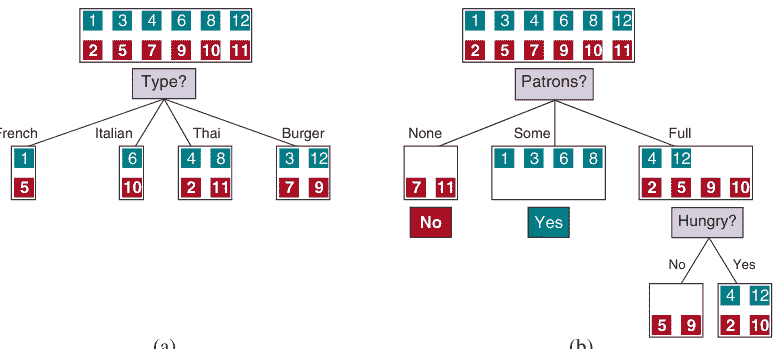 1 3 4 6 8 12
2 5 7 9 10 11
Type?
French Italian Thai Burger
1 6 4 8 3 12
5 10 2 11 7 9
(a)
1 3 4 6 8 12
2 5 7 9 10 11
Patrons?
None Some Full
1 3 6 8 4 12
7 11 2 5 9 10
No Yes Hungry?
No Yes
4 12
5 9 2 10
(b)